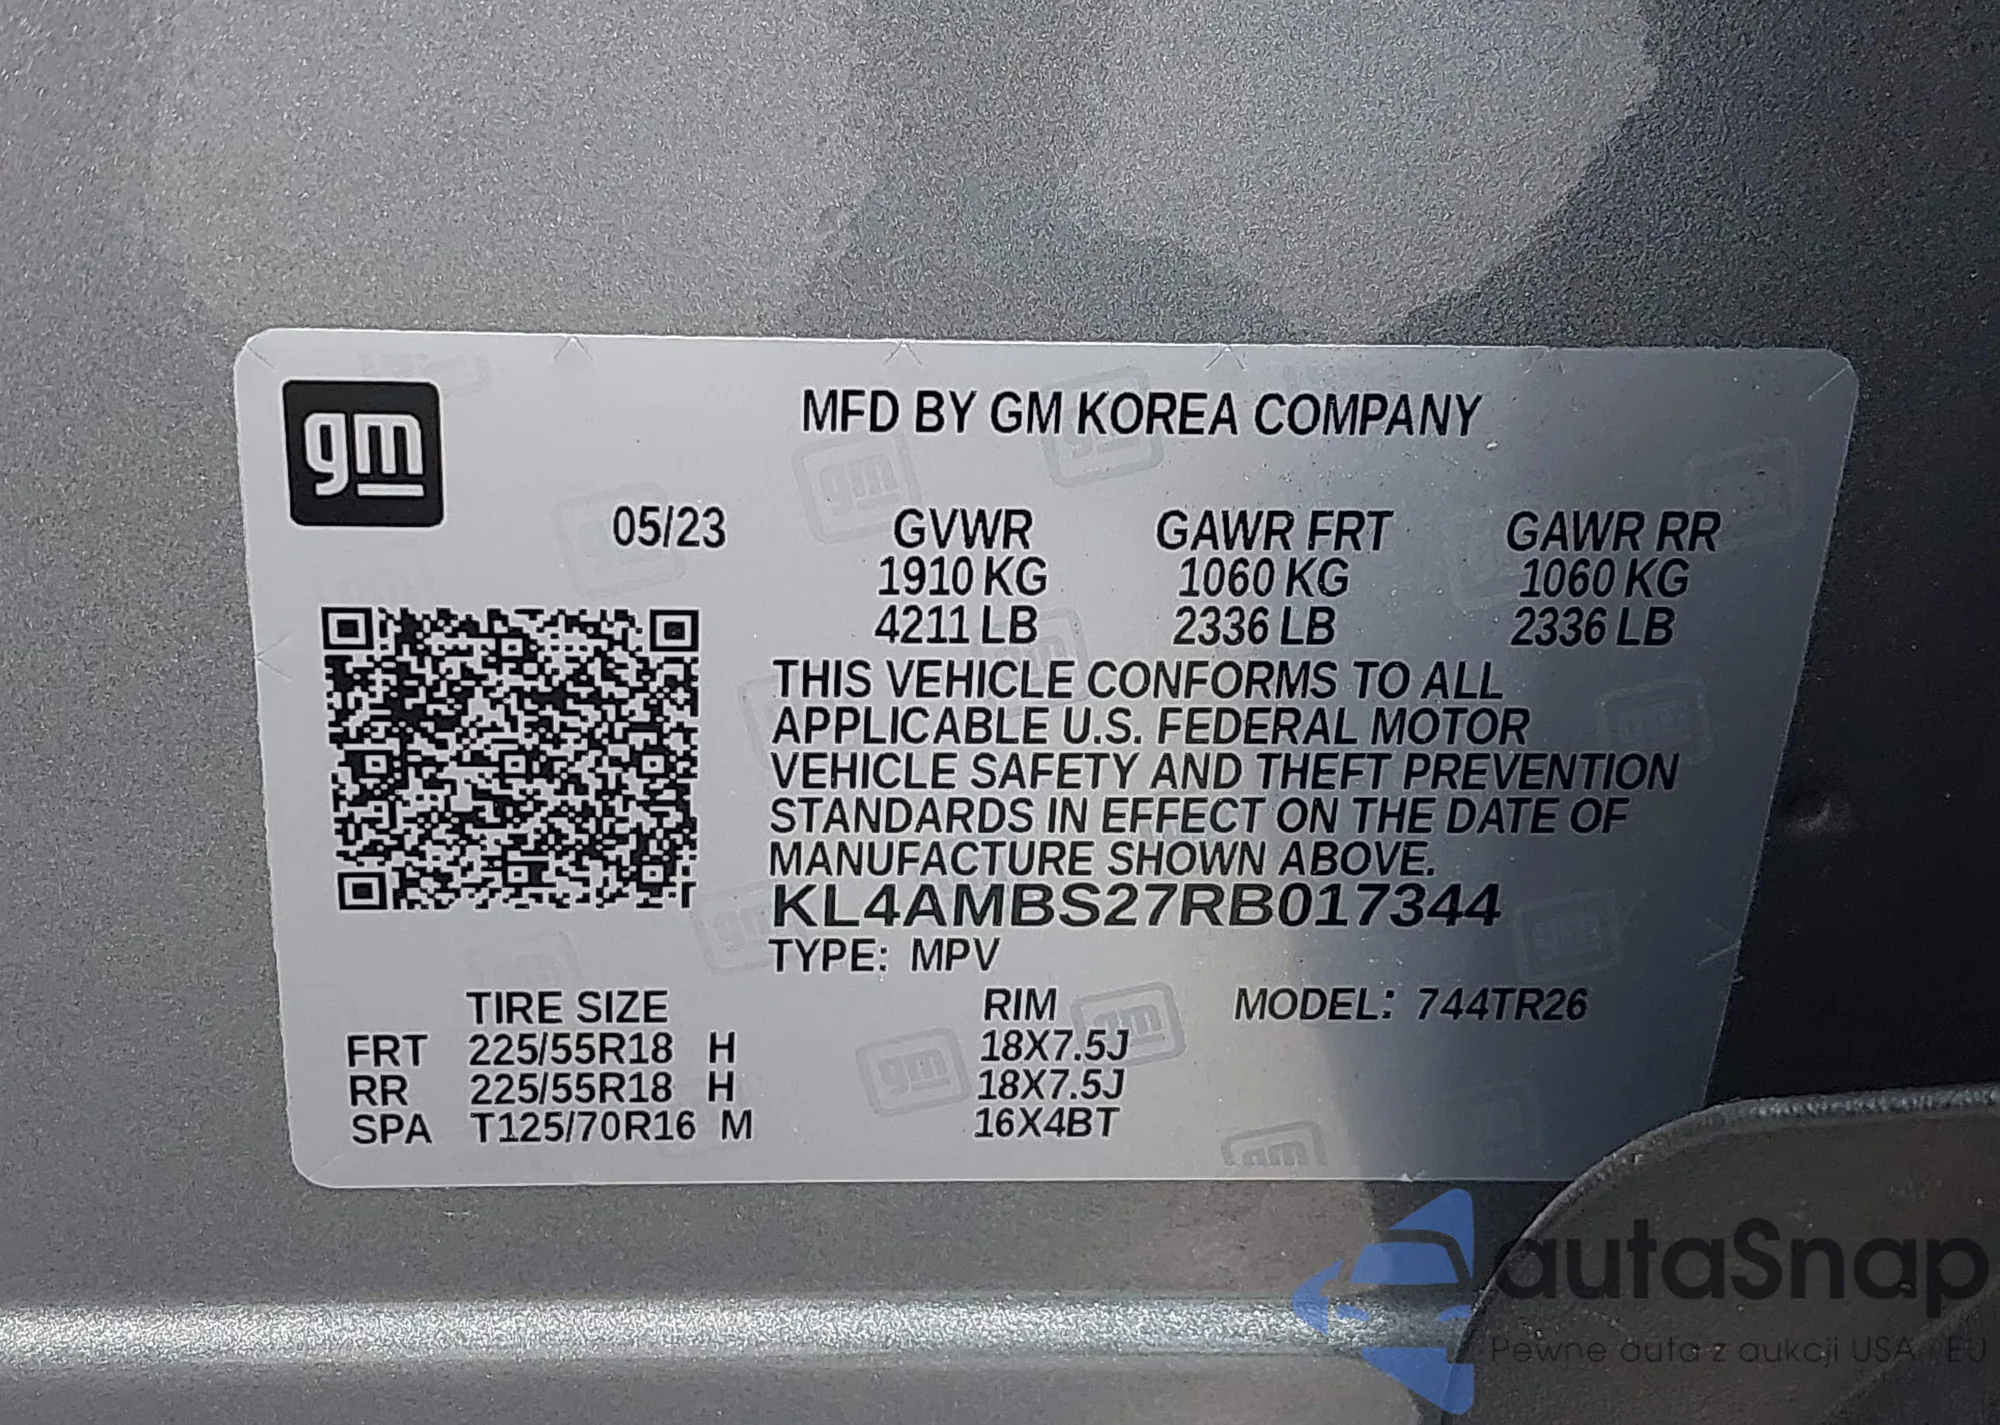 gm
MFD BY GM KOREA COMPANY
05/23 GVWR GAWR FRT GAWR RR
1910 KG 1060 KG 1060 KG
4211 LB 2336 LB 2336 LB
THIS VEHICLE CONFORMS TO ALL
APPLICABLE U.S. FEDERAL MOTOR
VEHICLE SAFETY AND THEFT PREVENTION
STANDARDS IN EFFECT ON THE DATE OF
MANUFACTURE SHOWN ABOVE.
KL4AMBS27RB017344
TYPE: MPV
TIRE SIZE RIM MODEL: 744TR26
FRT 225/55R18 H 18X7.5J
RR 225/55R18 H 18X7.5J
SPA T125/70R16 M 16X4BT
autaSnap
Pewne auta z aukcji USA i EU